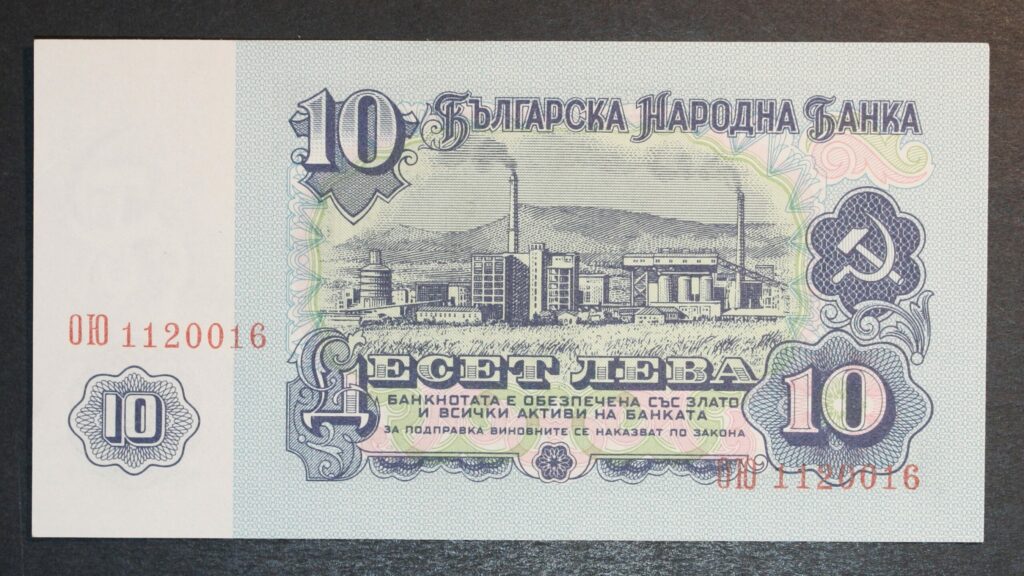 10 Българска Народна Банка
ОЮ 1120016
10
ДЕСЕТ ЛЕВА
БАНКНОТАТА Е ОБЕЗПЕЧЕНА СЪС ЗЛАТО
И ВСИЧКИ АКТИВИ НА БАНКАТА
ЗА ПОДПРАВКА ВИНОВНИТЕ СЕ НАКАЗВАТ ПО ЗАКОНА
10
ОЮ 1120016